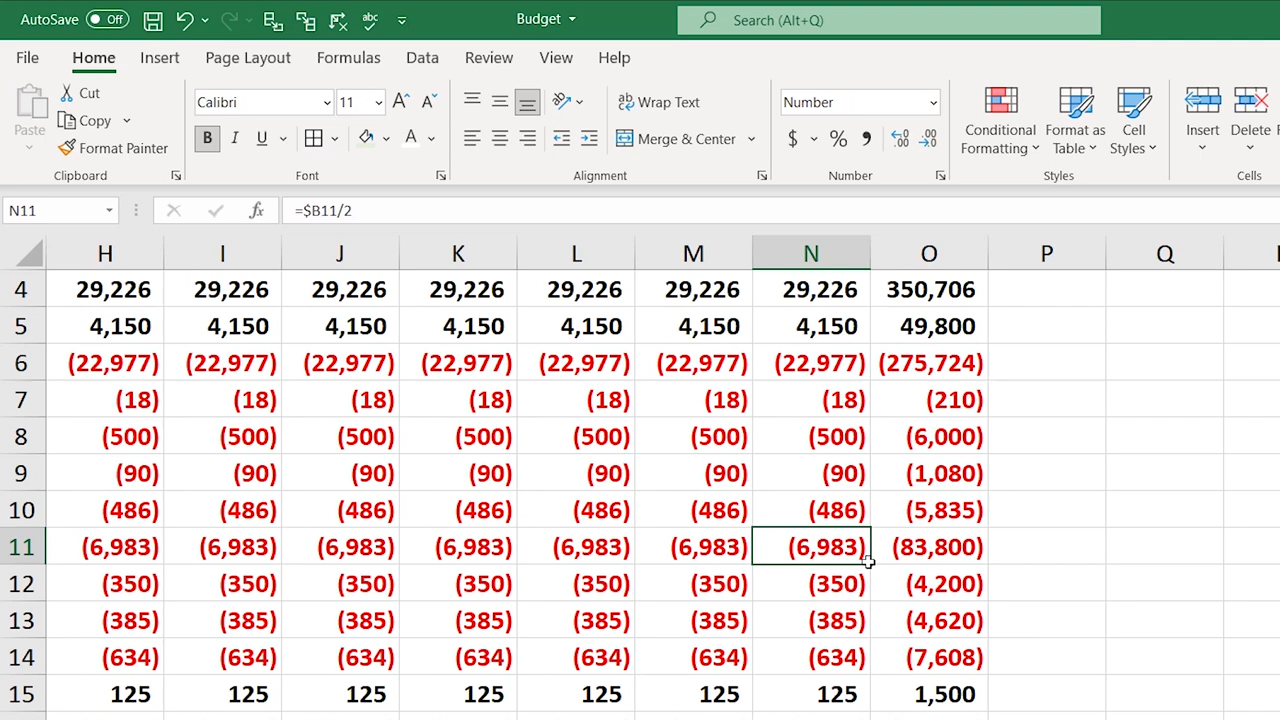 AutoSave Off abc Budget Search (Alt+Q)
File Home Insert Page Layout Formulas Data Review View Help
Paste Cut Copy Format Painter
Calibri 11 A A
B I U A
ab Wrap Text
Merge & Center
Number
$ % 9 .00 .00
Conditional Formatting
Format as Table
Cell Styles
Insert Delete
Clipboard Font Alignment Number Styles Cells
N11 fx =$B11/2
H I J K L M N O P Q
4 29,226 29,226 29,226 29,226 29,226 29,226 29,226 350,706
5 4,150 4,150 4,150 4,150 4,150 4,150 4,150 49,800
6 (22,977) (22,977) (22,977) (22,977) (22,977) (22,977) (22,977) (275,724)
7 (18) (18) (18) (18) (18) (18) (18) (210)
8 (500) (500) (500) (500) (500) (500) (500) (6,000)
9 (90) (90) (90) (90) (90) (90) (90) (1,080)
10 (486) (486) (486) (486) (486) (486) (486) (5,835)
11 (6,983) (6,983) (6,983) (6,983) (6,983) (6,983) (6,983) (83,800)
12 (350) (350) (350) (350) (350) (350) (350) (4,200)
13 (385) (385) (385) (385) (385) (385) (385) (4,620)
14 (634) (634) (634) (634) (634) (634) (634) (7,608)
15 125 125 125 125 125 125 125 1,500